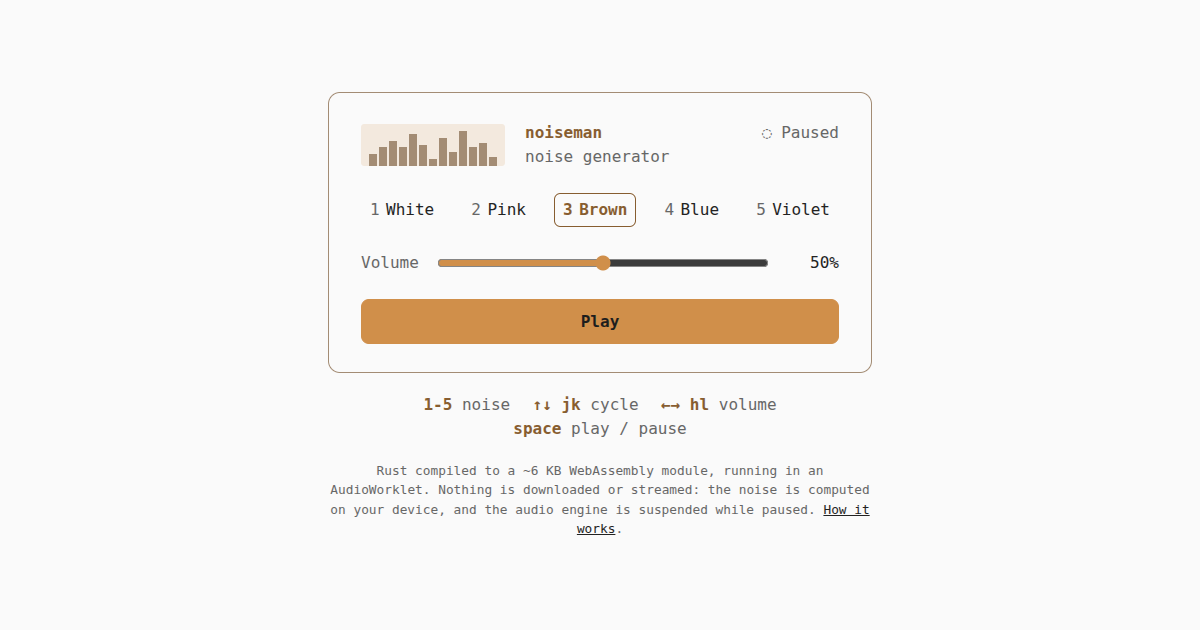 noiseman
◌ Paused
noise generator
1 White 2 Pink 3 Brown 4 Blue 5 Violet
Volume 50%
Play
1-5 noise ↑↓ jk cycle ←→ hl volume
space play / pause
Rust compiled to a ~6 KB WebAssembly module, running in an
AudioWorklet. Nothing is downloaded or streamed: the noise is computed
on your device, and the audio engine is suspended while paused. How it
works.